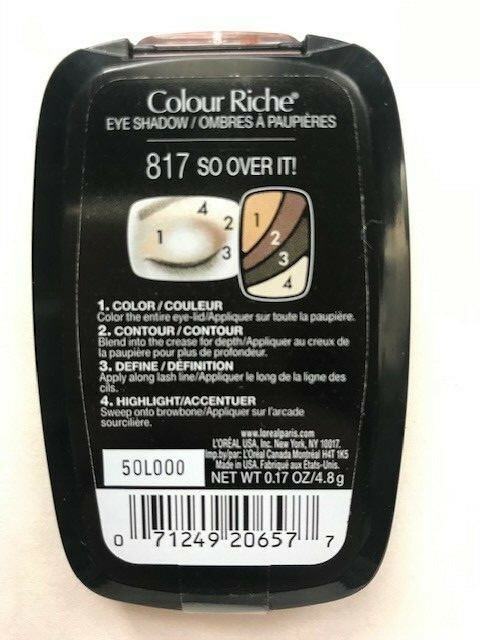 Colour Riche®
EYE SHADOW / OMBRES À PAUPIÈRES
817 SO OVER IT!
4
1
2
3
1
2
3
4
1. COLOR / COULEUR
Color the entire eye-lid/Appliquer sur toute la paupière.
2. CONTOUR / CONTOUR
Blend into the crease for depth/Appliquer au creux de
la paupière pour plus de profondeur.
3. DEFINE / DÉFINITION
Apply along lash line/Appliquer le long de la ligne des
cils.
4. HIGHLIGHT/ACCENTUER
Sweep onto browbone/Appliquer sur l'arcade
sourcilière.
www.lorealparis.com
L'ORÉAL USA, Inc. New York, NY 10017.
Imp.by/par: L'Oréal Canada Montréal H4T 1K5
Made in USA. Fabriqué aux États-Unis.
NET WT 0.17 OZ/4.8 g
50L000
0 71249 20657 7